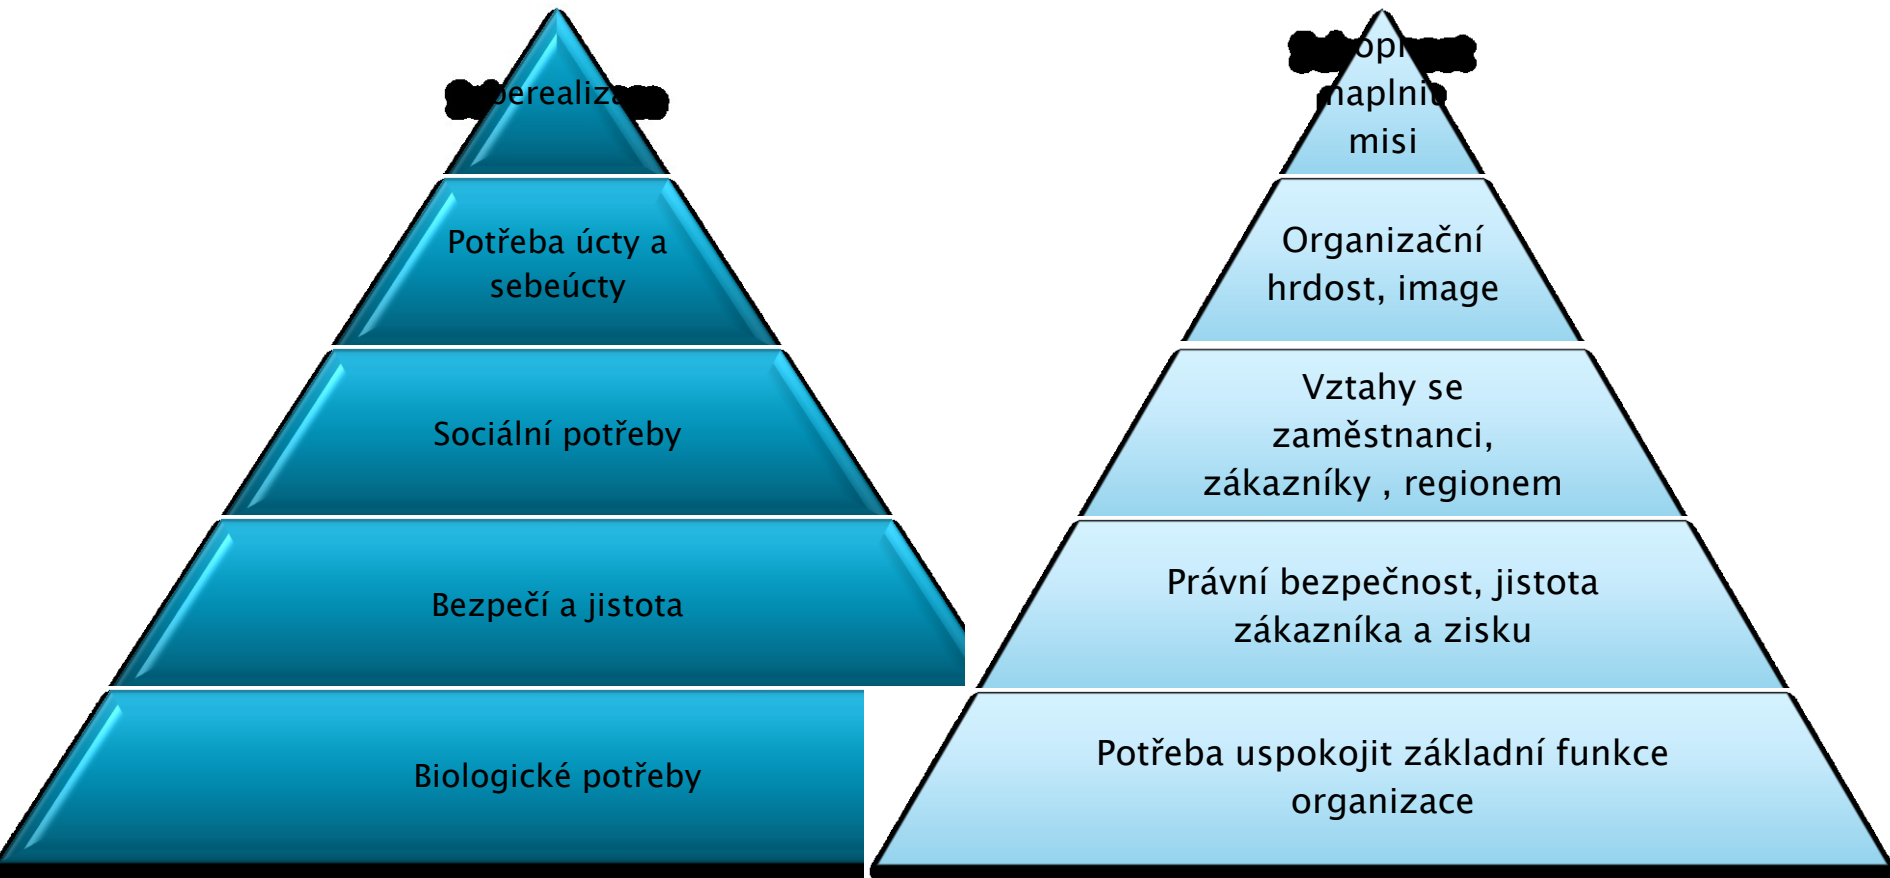 Potřeba úcty a
sebeúcty
Sociální potřeby
Bezpečí a jistota
Biologické potřeby
naplnit
misi
Organizační
hrdost, image
Vztahy se
zaměstnanci,
zákazníky , regionem
Právní bezpečnost, jistota
zákazníka a zisku
Potřeba uspokojit základní funkce
organizace